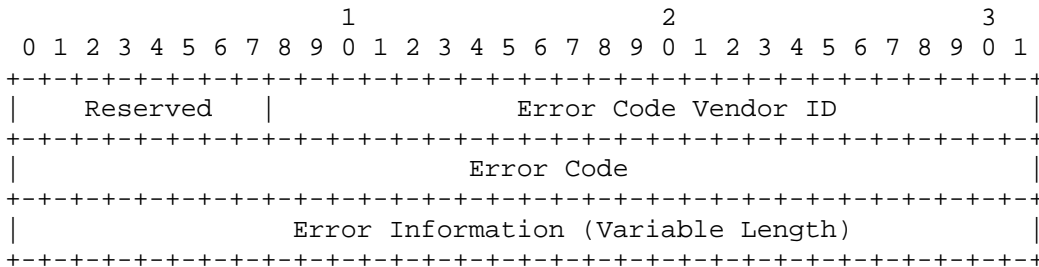 1                   2                   3
 0 1 2 3 4 5 6 7 8 9 0 1 2 3 4 5 6 7 8 9 0 1 2 3 4 5 6 7 8 9 0 1
+-+-+-+-+-+-+-+-+-+-+-+-+-+-+-+-+-+-+-+-+-+-+-+-+-+-+-+-+-+-+-+-+
|    Reserved   |               Error Code Vendor ID            |
+-+-+-+-+-+-+-+-+-+-+-+-+-+-+-+-+-+-+-+-+-+-+-+-+-+-+-+-+-+-+-+-+
|                            Error Code                         |
+-+-+-+-+-+-+-+-+-+-+-+-+-+-+-+-+-+-+-+-+-+-+-+-+-+-+-+-+-+-+-+-+
|                 Error Information (Variable Length)           |
+-+-+-+-+-+-+-+-+-+-+-+-+-+-+-+-+-+-+-+-+-+-+-+-+-+-+-+-+-+-+-+-+